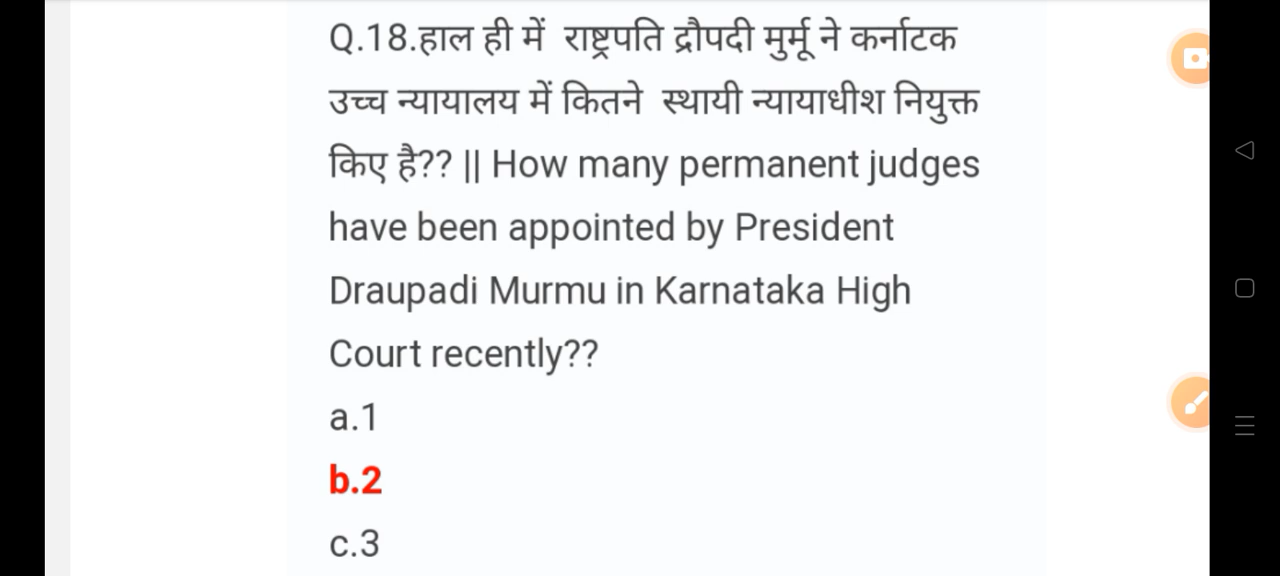 Q.18.हाल ही में  राष्ट्रपति द्रौपदी मुर्मू ने कर्नाटक
उच्च न्यायालय में कितने  स्थायी न्यायाधीश नियुक्त
किए है?? || How many permanent judges
have been appointed by President
Draupadi Murmu in Karnataka High
Court recently??
a.1
b.2
c.3